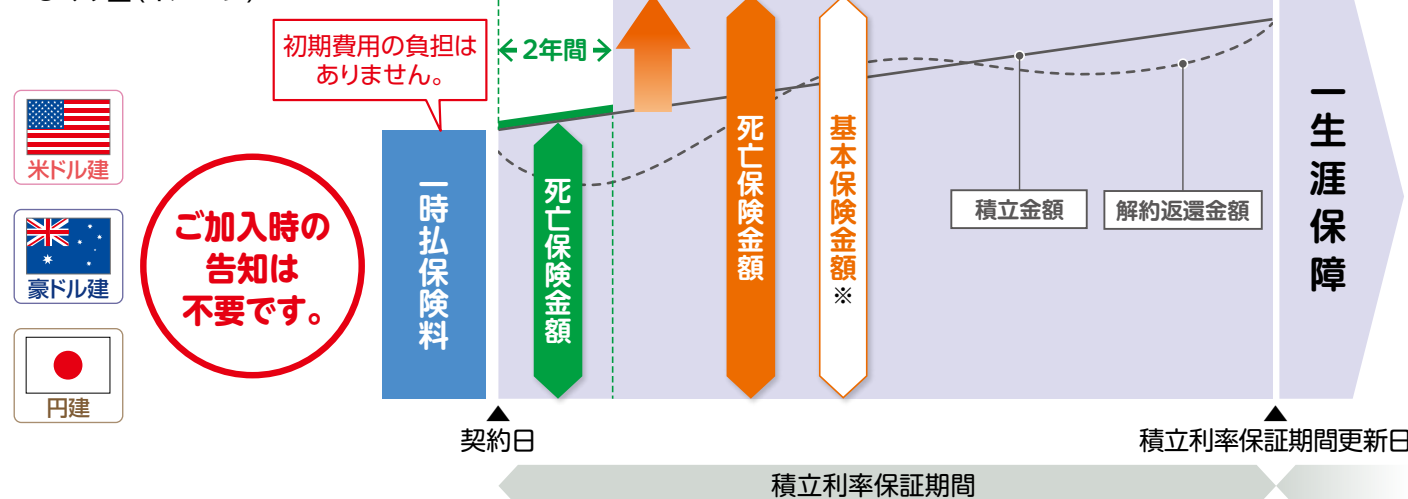 初期費用の負担は
ありません。
2年間
米ドル建
豪ドル建
円建
ご加入時の
告知は
不要です。
一時払保険料
死亡保険金額
死亡保険金額
基本保険金額※
積立金額
解約返還金額
一生涯保障
契約日
積立利率保証期間更新日
積立利率保証期間